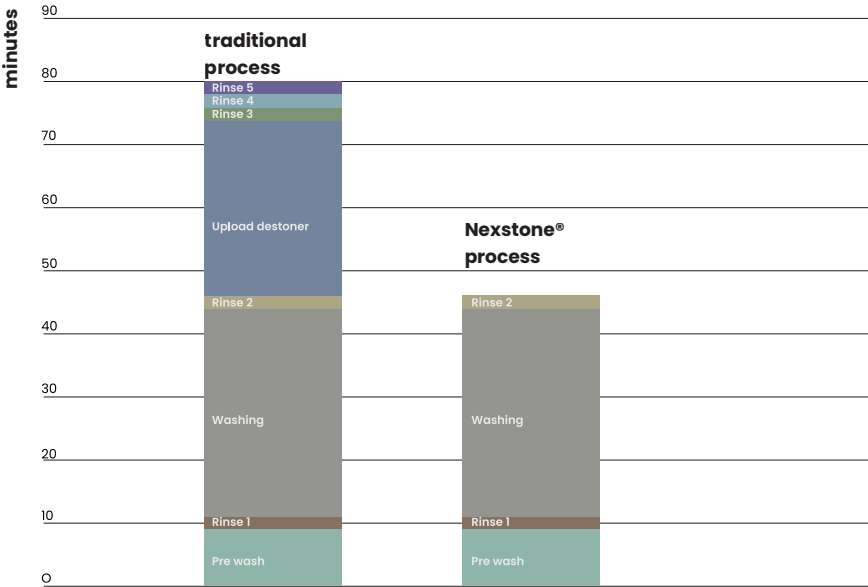 minutes
90
80
70
60
50
40
30
20
10
0
traditional
process
Rinse 5
Rinse 4
Rinse 3
Upload destoner
Rinse 2
Washing
Rinse 1
Pre wash
Nexstone®
process
Rinse 2
Washing
Rinse 1
Pre wash